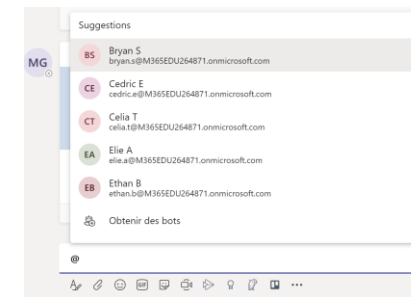 Suggestions
MG
BS
Bryan S
bryan.s@M365EDU264871.onmicrosoft.com
CE
Cedric E
cedric.e@M365EDU264871.onmicrosoft.com
CT
Celia T
celia.t@M365EDU264871.onmicrosoft.com
EA
Elie A
elie.a@M365EDU264871.onmicrosoft.com
EB
Ethan B
ethan.b@M365EDU264871.onmicrosoft.com
Obtenir des bots
@
GIF